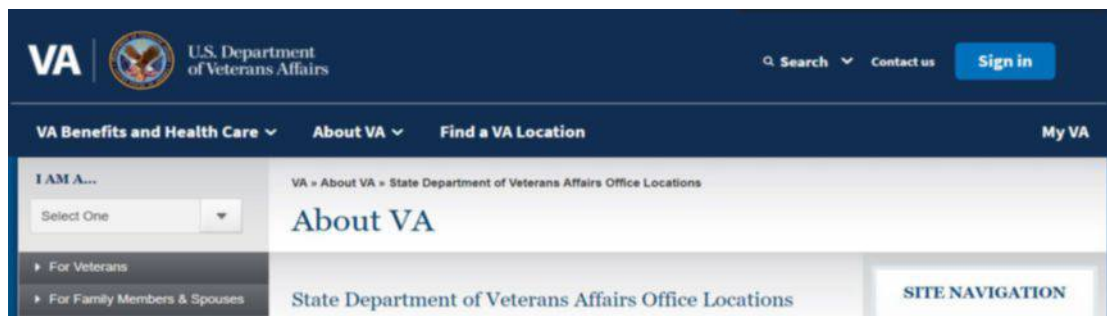 VA
U.S. Department
of Veterans Affairs
Search
Contact us
Sign in
VA Benefits and Health Care
About VA
Find a VA Location
My VA
I AM A...
Select One
For Veterans
For Family Members & Spouses
VA » About VA » State Department of Veterans Affairs Office Locations
About VA
State Department of Veterans Affairs Office Locations
SITE NAVIGATION